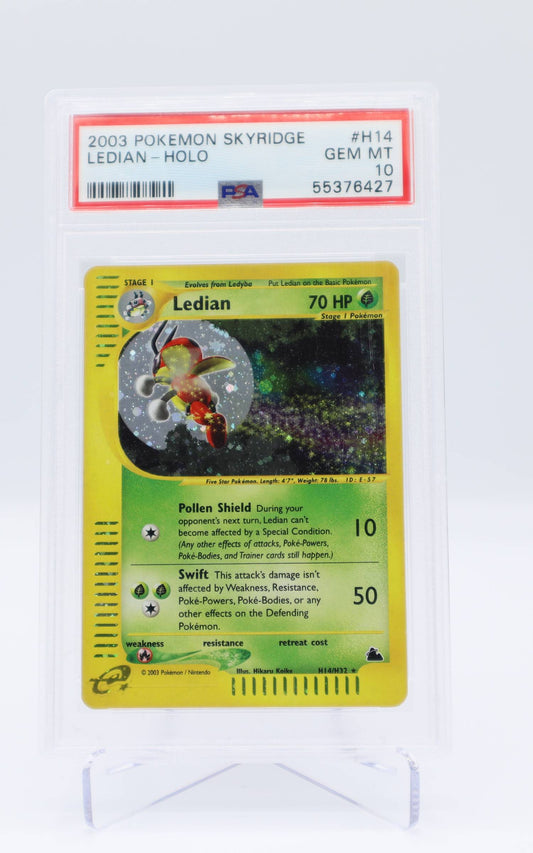 2003 POKEMON SKYRIDGE #H14
LEDIAN - HOLO GEM MT
10
PSA 55376427
STAGE 1 Evolves from Ledyba Put Ledian on the Basic Pokémon
Ledian 70 HP
Stage 1 Pokémon
Five Star Pokémon. Length: 4'7", Weight: 78 lbs. ID: E-57
Pollen Shield During your
opponent's next turn, Ledian can't
become affected by a Special Condition. 10
(Any other effects of attacks, Poké-Powers,
Poké-Bodies, and Trainer cards still happen.)
Swift This attack's damage isn't
affected by Weakness, Resistance,
Poké-Powers, Poké-Bodies, or any 50
other effects on the Defending
Pokémon.
weakness resistance retreat cost
Illus. Hikaru Koike H14/H32
© 2003 Pokémon / Nintendo
e